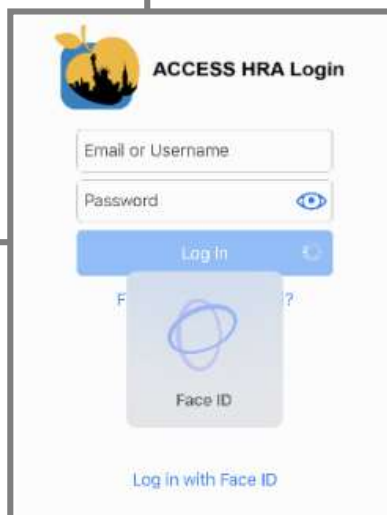 ACCESS HRA Login
Email or Username
Password
Log In
F ?
Face ID
Log in with Face ID